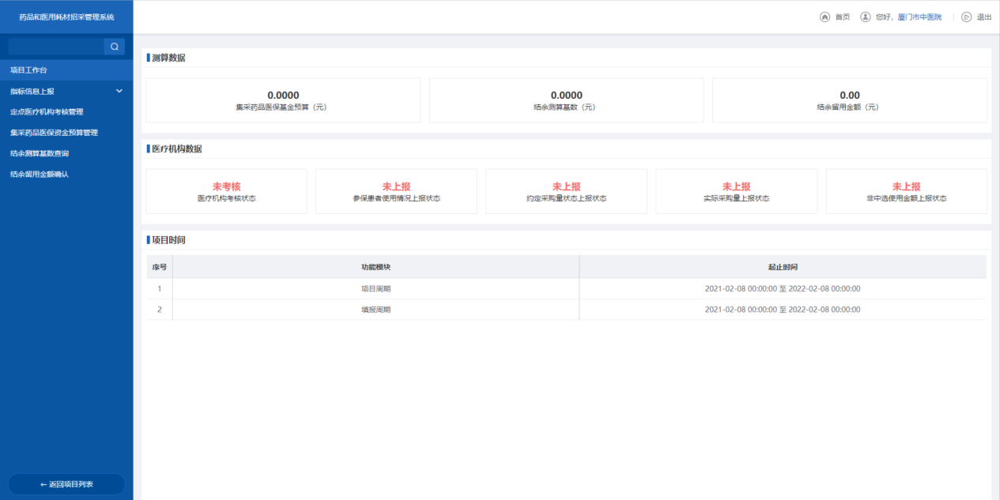 药品和医用耗材招采管理系统
首页 您好，厦门市中医院 退出
项目工作台
指标信息上报
定点医疗机构考核管理
集采药品医保资金预算管理
结余测算基数查询
结余留用金额确认
← 返回项目列表
测算数据
0.0000
集采药品医保基金预算（元）
0.0000
结余测算基数（元）
0.00
结余留用金额（元）
医疗机构数据
未考核
医疗机构考核状态
未上报
参保患者使用情况上报状态
未上报
约定采购量状态上报状态
未上报
实际采购量上报状态
未上报
非中选使用金额上报状态
项目时间
序号 功能模块 起止时间
1 项目周期 2021-02-08 00:00:00 至 2022-02-08 00:00:00
2 填报周期 2021-02-08 00:00:00 至 2022-02-08 00:00:00